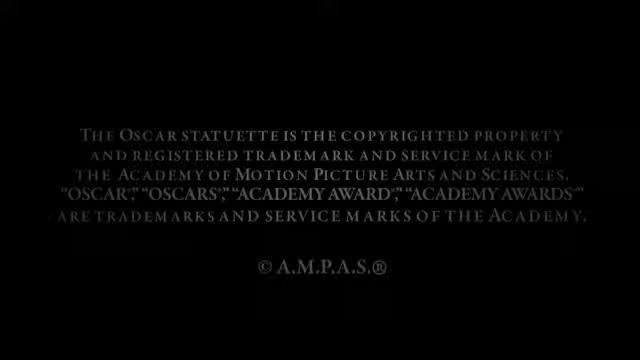 THE OSCAR STATUETTE IS THE COPYRIGHTED PROPERTY
AND REGISTERED TRADEMARK AND SERVICE MARK OF
THE ACADEMY OF MOTION PICTURE ARTS AND SCIENCES.
“OSCAR®,” “OSCARS®,” “ACADEMY AWARD®,” “ACADEMY AWARDS®”
ARE TRADEMARKS AND SERVICE MARKS OF THE ACADEMY.
© A.M.P.A.S.®